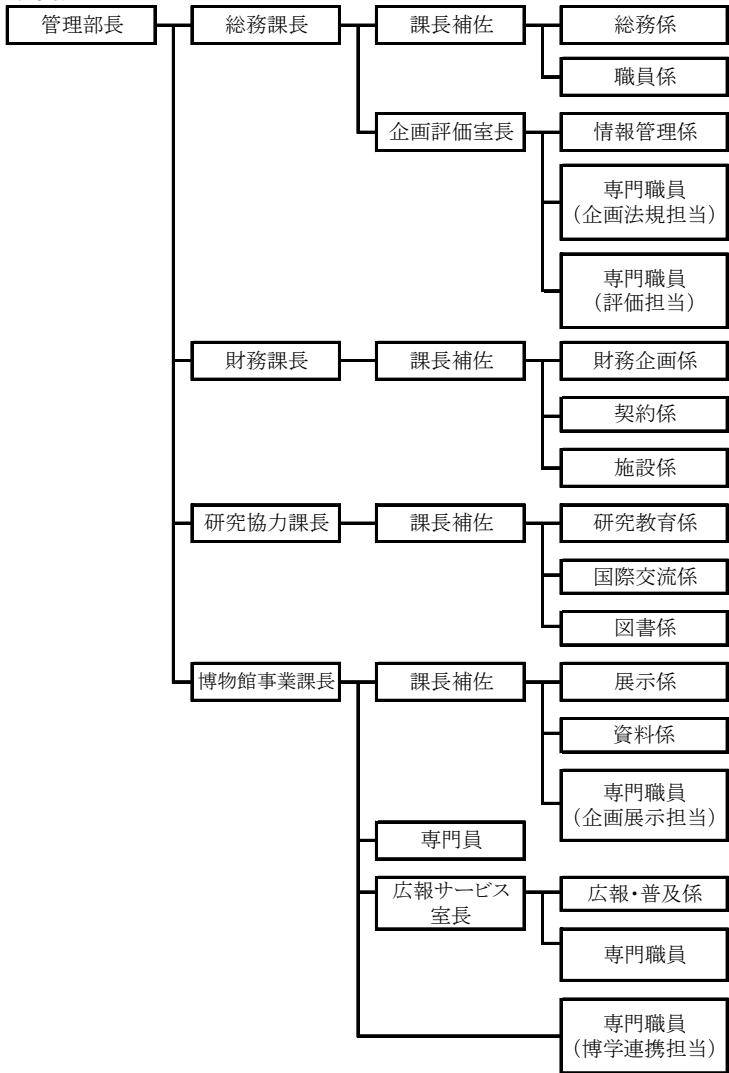 管理部長
総務課長
課長補佐
総務係
職員係
企画評価室長
情報管理係
専門職員
(企画法規担当)
専門職員
(評価担当)
財務課長
課長補佐
財務企画係
契約係
施設係
研究協力課長
課長補佐
研究教育係
国際交流係
図書係
博物館事業課長
課長補佐
展示係
資料係
専門職員
(企画展示担当)
専門員
広報サービス
室長
広報・普及係
専門職員
専門職員
(博学連携担当)